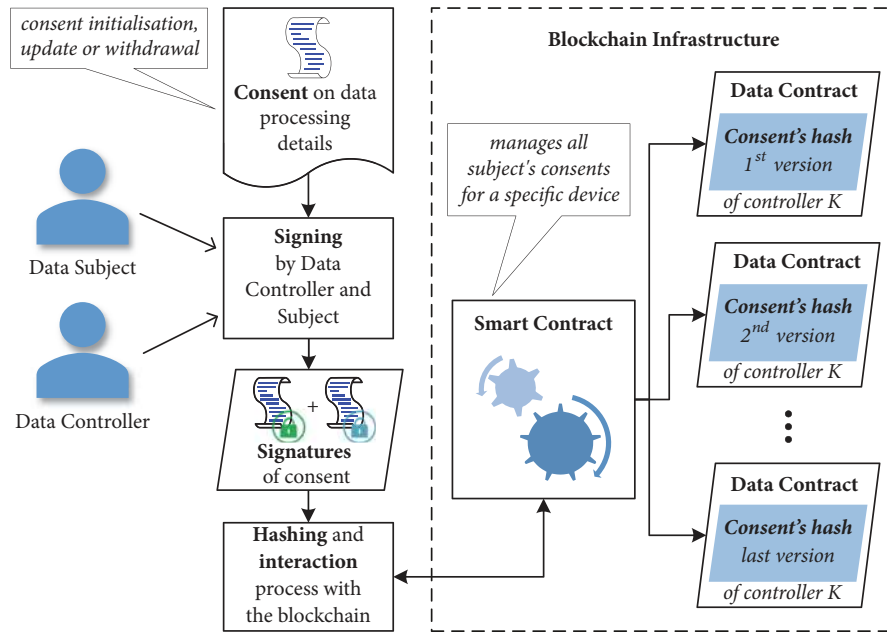 consent initialisation,
update or withdrawal
Consent on data
processing
details
Data Subject
Data Controller
Signing
by Data
Controller and
Subject
+
Signatures
of consent
Hashing and
interaction
process with
the blockchain
Blockchain Infrastructure
manages all
subject's consents
for a specific device
Smart Contract
Data Contract
Consent's hash
1st version
of controller K
Data Contract
Consent's hash
2nd version
of controller K
Data Contract
Consent's hash
last version
of controller K